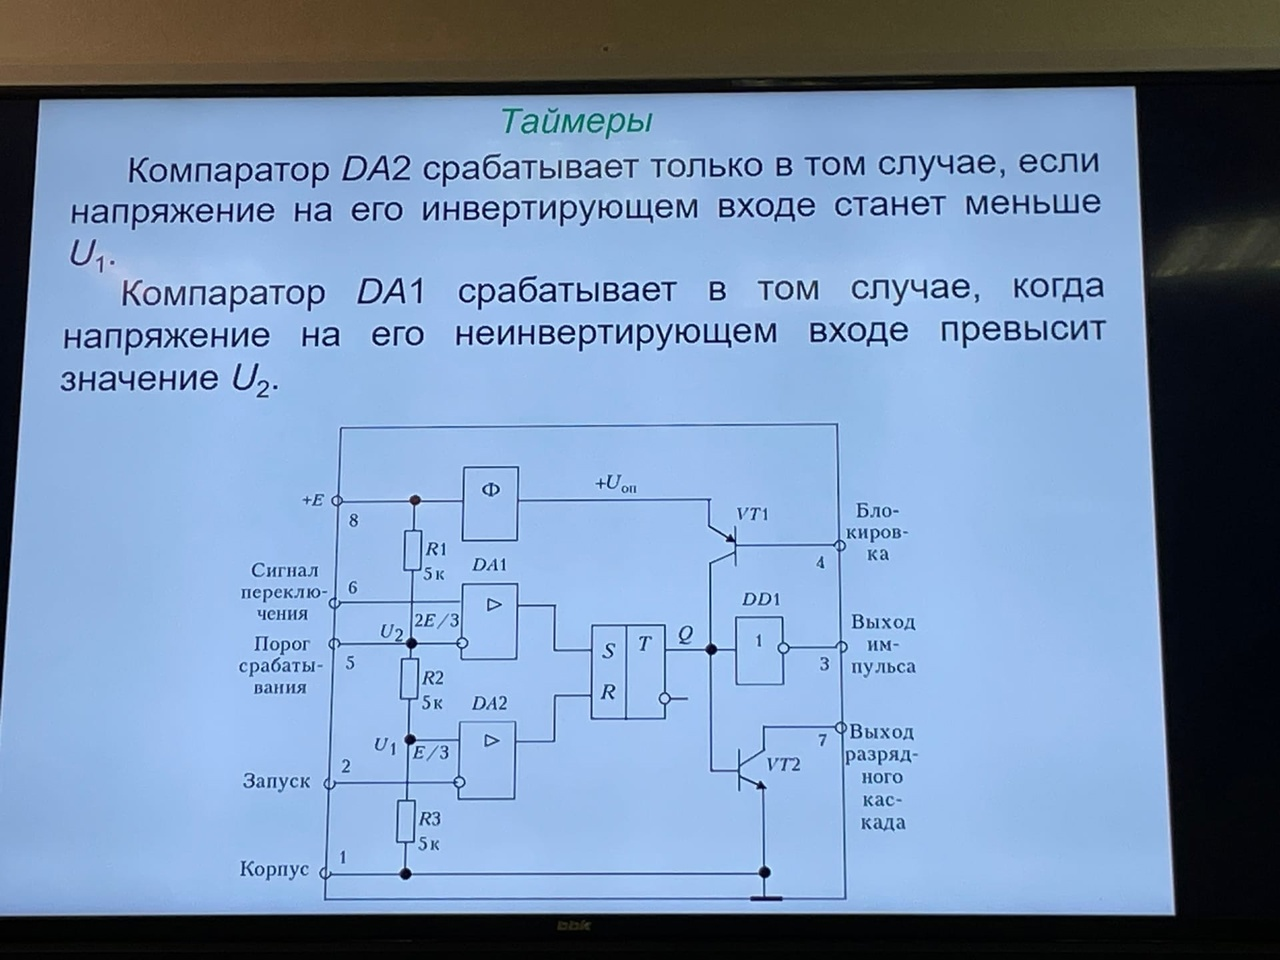 Таймеры
Компаратор DA2 срабатывает только в том случае, если
напряжение на его инвертирующем входе станет меньше
U₁.
Компаратор DA1 срабатывает в том случае, когда
напряжение на его неинвертирующем входе превысит
значение U₂.
+E
8
Ф
+Uоп
VT1
Бло-
киров-
ка
4
R1
5к
DA1
Сигнал
переклю-
чения
6
2E/3
U₂
Порог
срабаты-
вания
5
S
R
T
Q
DD1
1
Выход
им-
пульса
3
R2
5к
DA2
U₁
E/3
Запуск
2
VT2
7
Выход
разряд-
ного
кас-
када
R3
5к
Корпус
1
bbk